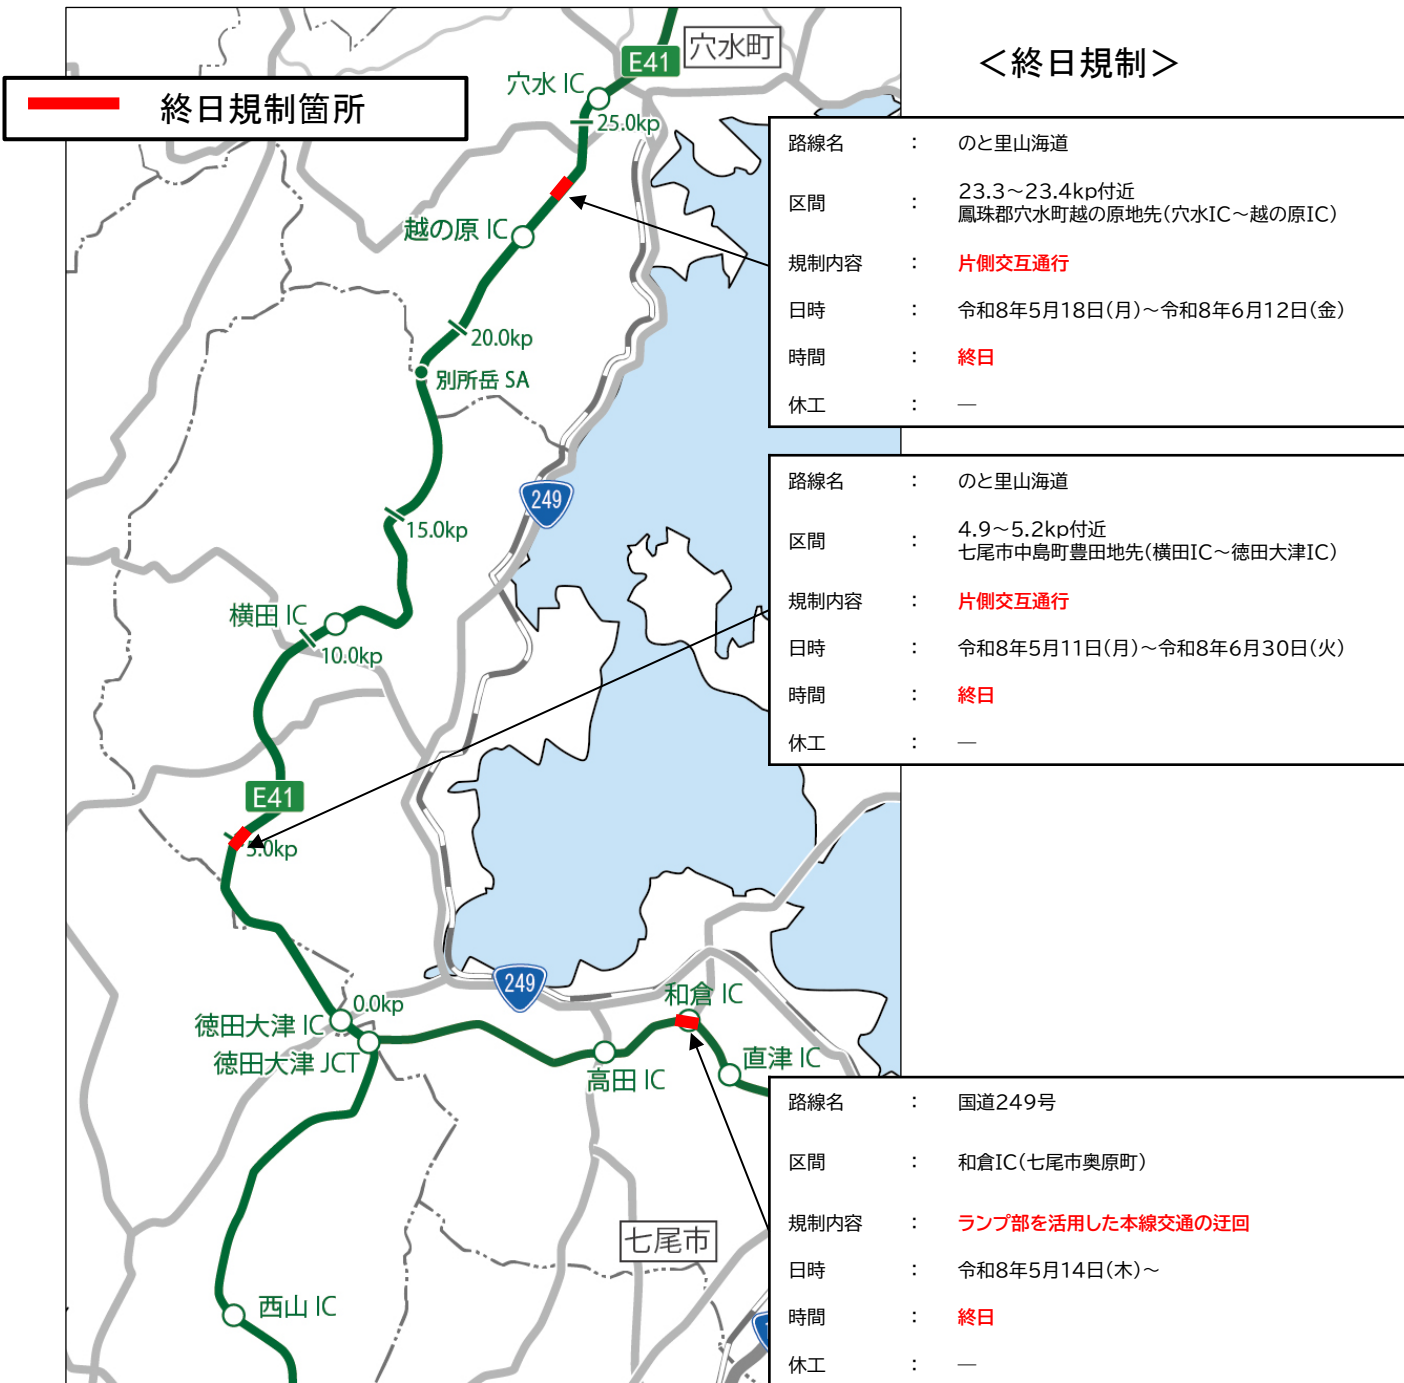 ＜終日規制＞
終日規制箇所
穴水町
E41
穴水 IC
25.0kp
越の原 IC
20.0kp
別所岳 SA
249
15.0kp
横田 IC
10.0kp
E41
5.0kp
249
0.0kp
徳田大津 IC
徳田大津 JCT
和倉 IC
高田 IC
直津 IC
七尾市
西山 IC
路線名 ： のと里山海道
区間 ： 23.3～23.4kp付近
鳳珠郡穴水町越の原地先(穴水IC～越の原IC)
規制内容 ： 片側交互通行
日時 ： 令和8年5月18日(月)～令和8年6月12日(金)
時間 ： 終日
休工 ： ―
路線名 ： のと里山海道
区間 ： 4.9～5.2kp付近
七尾市中島町豊田地先(横田IC～徳田大津IC)
規制内容 ： 片側交互通行
日時 ： 令和8年5月11日(月)～令和8年6月30日(火)
時間 ： 終日
休工 ： ―
路線名 ： 国道249号
区間 ： 和倉IC(七尾市奥原町)
規制内容 ： ランプ部を活用した本線交通の迂回
日時 ： 令和8年5月14日(木)～
時間 ： 終日
休工 ： ―